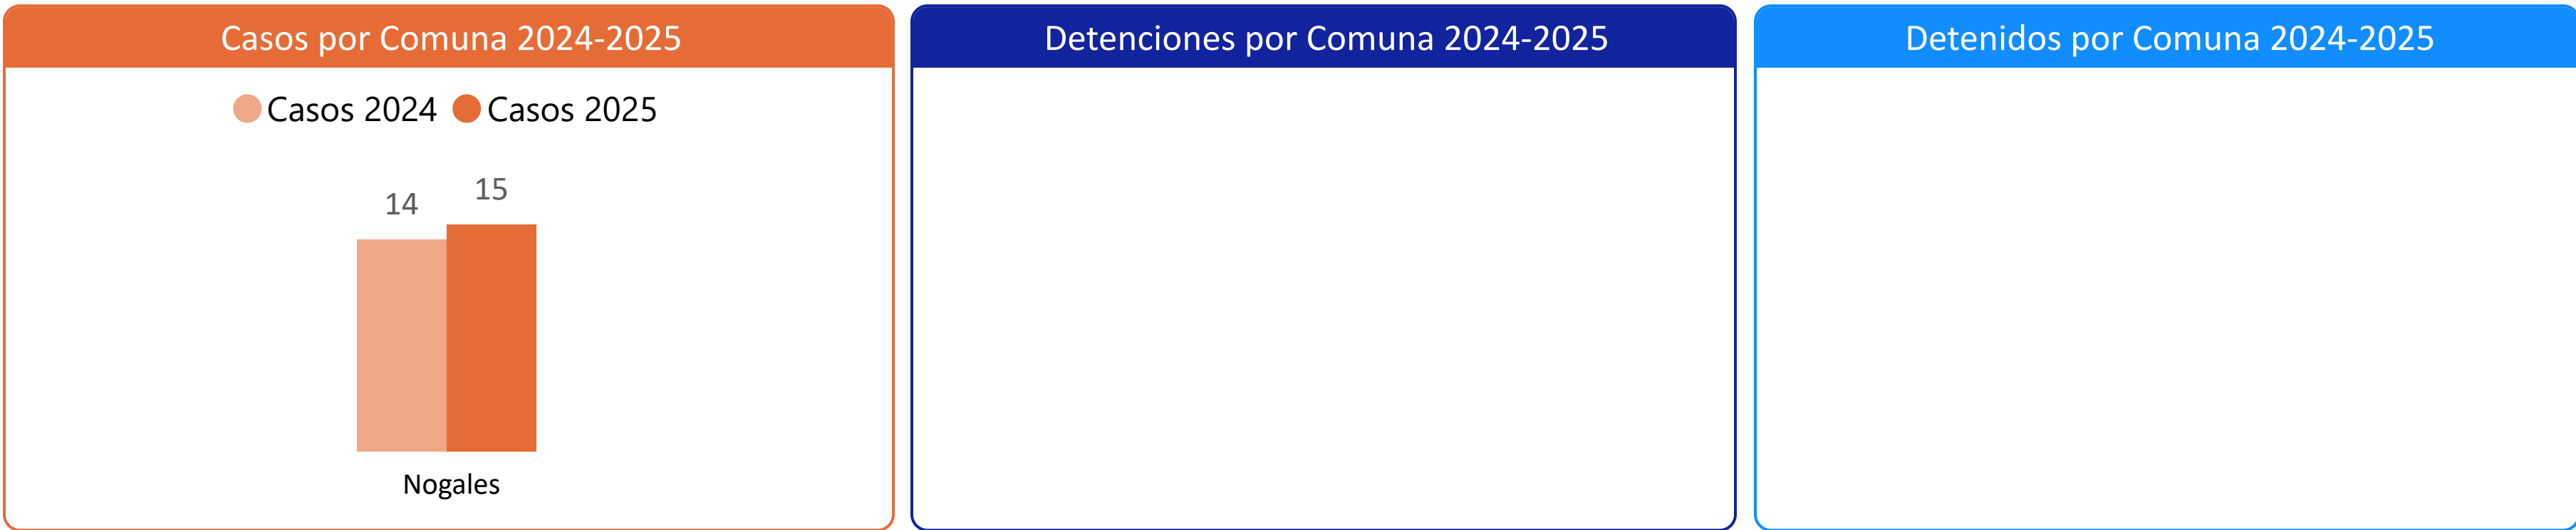 Casos por Comuna 2024-2025
Casos 2024 Casos 2025
14
15
Nogales
Detenciones por Comuna 2024-2025
Detenidos por Comuna 2024-2025